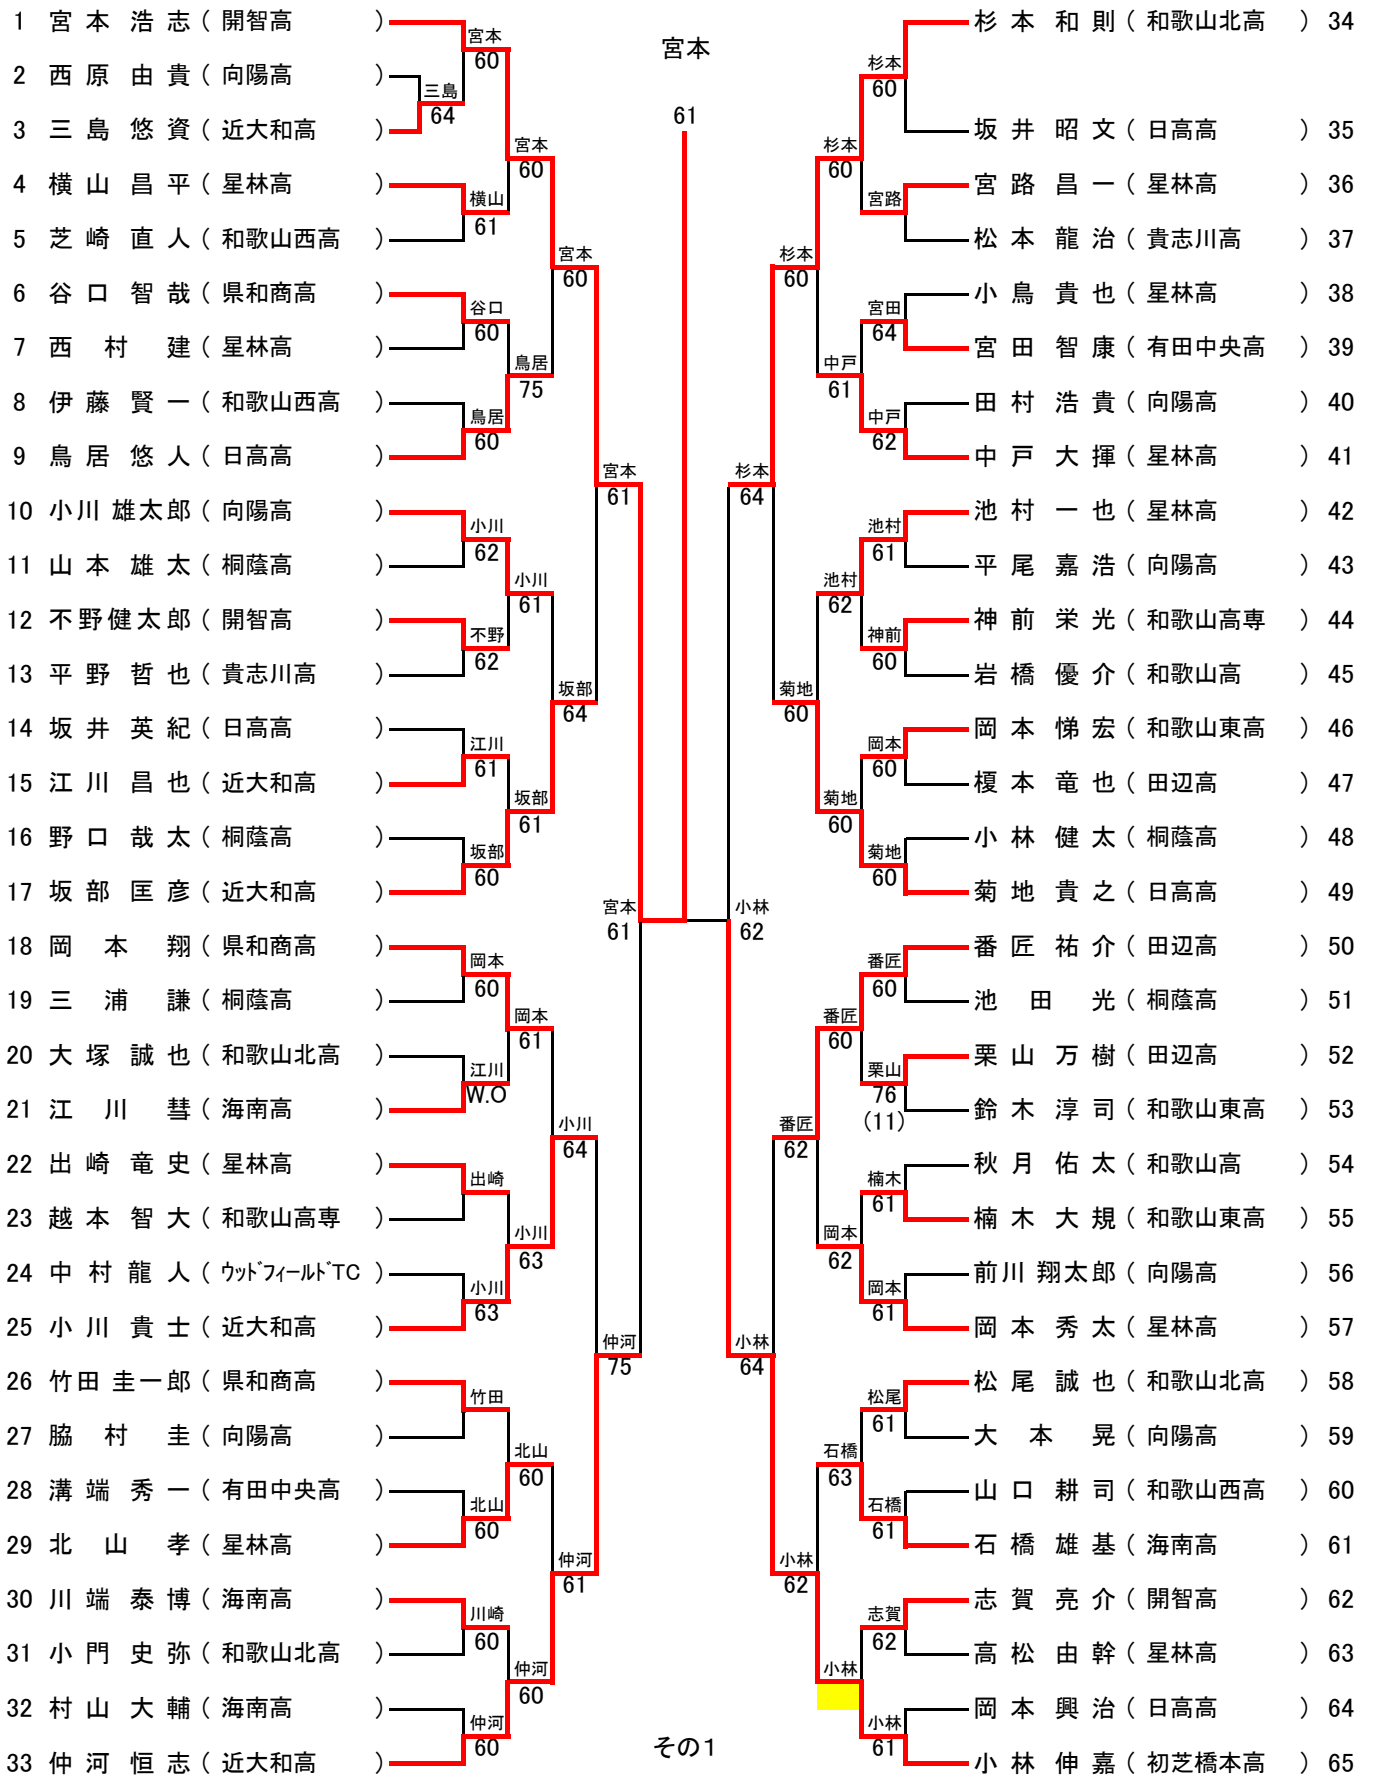 1 宮本浩志 ( 開智高 )
2 西原由貴 ( 向陽高 )
3 三島悠資 ( 近大和高 )
4 横山昌平 ( 星林高 )
5 芝崎直人 ( 和歌山西高 )
6 谷口智哉 ( 県和商高 )
7 西村建 ( 星林高 )
8 伊藤賢一 ( 和歌山西高 )
9 鳥居悠人 ( 日高高 )
10 小川雄太郎 ( 向陽高 )
11 山本雄太 ( 桐蔭高 )
12 不野健太郎 ( 開智高 )
13 平野哲也 ( 貴志川高 )
14 坂井英紀 ( 日高高 )
15 江川昌也 ( 近大和高 )
16 野口哉太 ( 桐蔭高 )
17 坂部匡彦 ( 近大和高 )
18 岡本翔 ( 県和商高 )
19 三浦謙 ( 桐蔭高 )
20 大塚誠也 ( 和歌山北高 )
21 江川彗 ( 海南高 )
22 出崎竜史 ( 星林高 )
23 越本智大 ( 和歌山高専 )
24 中村龍人 ( ｳｯﾄﾞﾌｨｰﾙﾄﾞTC )
25 小川貴士 ( 近大和高 )
26 竹田圭一郎 ( 県和商高 )
27 脇村圭 ( 向陽高 )
28 溝端秀一 ( 有田中央高 )
29 北山孝 ( 星林高 )
30 川端泰博 ( 海南高 )
31 小門史弥 ( 和歌山北高 )
32 村山大輔 ( 海南高 )
33 仲河恒志 ( 近大和高 )
三島
64
宮本
60
横山
61
谷口
60
鳥居
60
小川
62
不野
62
江川
61
坂部
60
岡本
60
江川
W.O
出崎
小川
63
竹田
北山
60
川崎
60
仲河
60
宮本
60
鳥居
75
小川
61
坂部
61
岡本
61
小川
63
北山
60
仲河
60
宮本
60
坂部
64
小川
64
仲河
61
宮本
61
仲河
75
宮本
61
宮本
61
小林
62
杉本
64
小林
64
杉本
60
菊地
60
番匠
62
小林
62
杉本
60
中戸
61
池村
62
菊地
60
番匠
60
岡本
62
石橋
63
小林
杉本
60
宮路
宮田
64
中戸
62
池村
61
神前
60
岡本
60
菊地
60
番匠
60
栗山
76
(11)
楠木
61
岡本
61
松尾
61
石橋
61
志賀
62
小林
61
杉本和則 ( 和歌山北高 ) 34
坂井昭文 ( 日高高 ) 35
宮路昌一 ( 星林高 ) 36
松本龍治 ( 貴志川高 ) 37
小鳥貴也 ( 星林高 ) 38
宮田智康 ( 有田中央高 ) 39
田村浩貴 ( 向陽高 ) 40
中戸大揮 ( 星林高 ) 41
池村一也 ( 星林高 ) 42
平尾嘉浩 ( 向陽高 ) 43
神前栄光 ( 和歌山高専 ) 44
岩橋優介 ( 和歌山高 ) 45
岡本悌宏 ( 和歌山東高 ) 46
榎本竜也 ( 田辺高 ) 47
小林健太 ( 桐蔭高 ) 48
菊地貴之 ( 日高高 ) 49
番匠祐介 ( 田辺高 ) 50
池田光 ( 桐蔭高 ) 51
栗山万樹 ( 田辺高 ) 52
鈴木淳司 ( 和歌山東高 ) 53
秋月佑太 ( 和歌山高 ) 54
楠木大規 ( 和歌山東高 ) 55
前川翔太郎 ( 向陽高 ) 56
岡本秀太 ( 星林高 ) 57
松尾誠也 ( 和歌山北高 ) 58
大本晃 ( 向陽高 ) 59
山口耕司 ( 和歌山西高 ) 60
石橋雄基 ( 海南高 ) 61
志賀亮介 ( 開智高 ) 62
高松由幹 ( 星林高 ) 63
岡本興治 ( 日高高 ) 64
小林伸嘉 ( 初芝橋本高 ) 65
その1